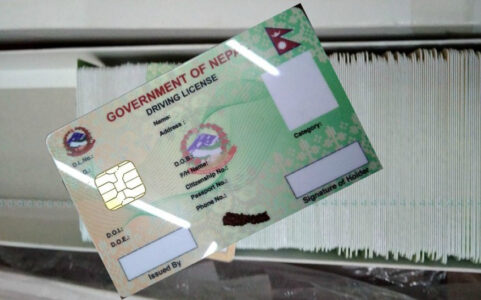 GOVERNMENT OF NEPAL
DRIVING LICENSE
Name:
Address :
D.L.No.:
D.O.B.:
F/H Name:
Citizenship No.:
Passport No.:
Phone No.:
Category:
D.O.I.:
D.O.E.:
Issued By
Signature of Holder